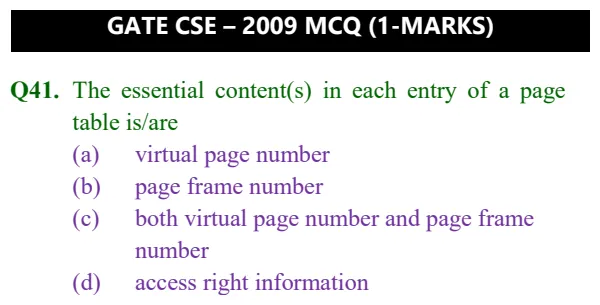 GATE CSE – 2009 MCQ (1-MARKS)
Q41. The essential content(s) in each entry of a page
table is/are
(a) virtual page number
(b) page frame number
(c) both virtual page number and page frame
number
(d) access right information